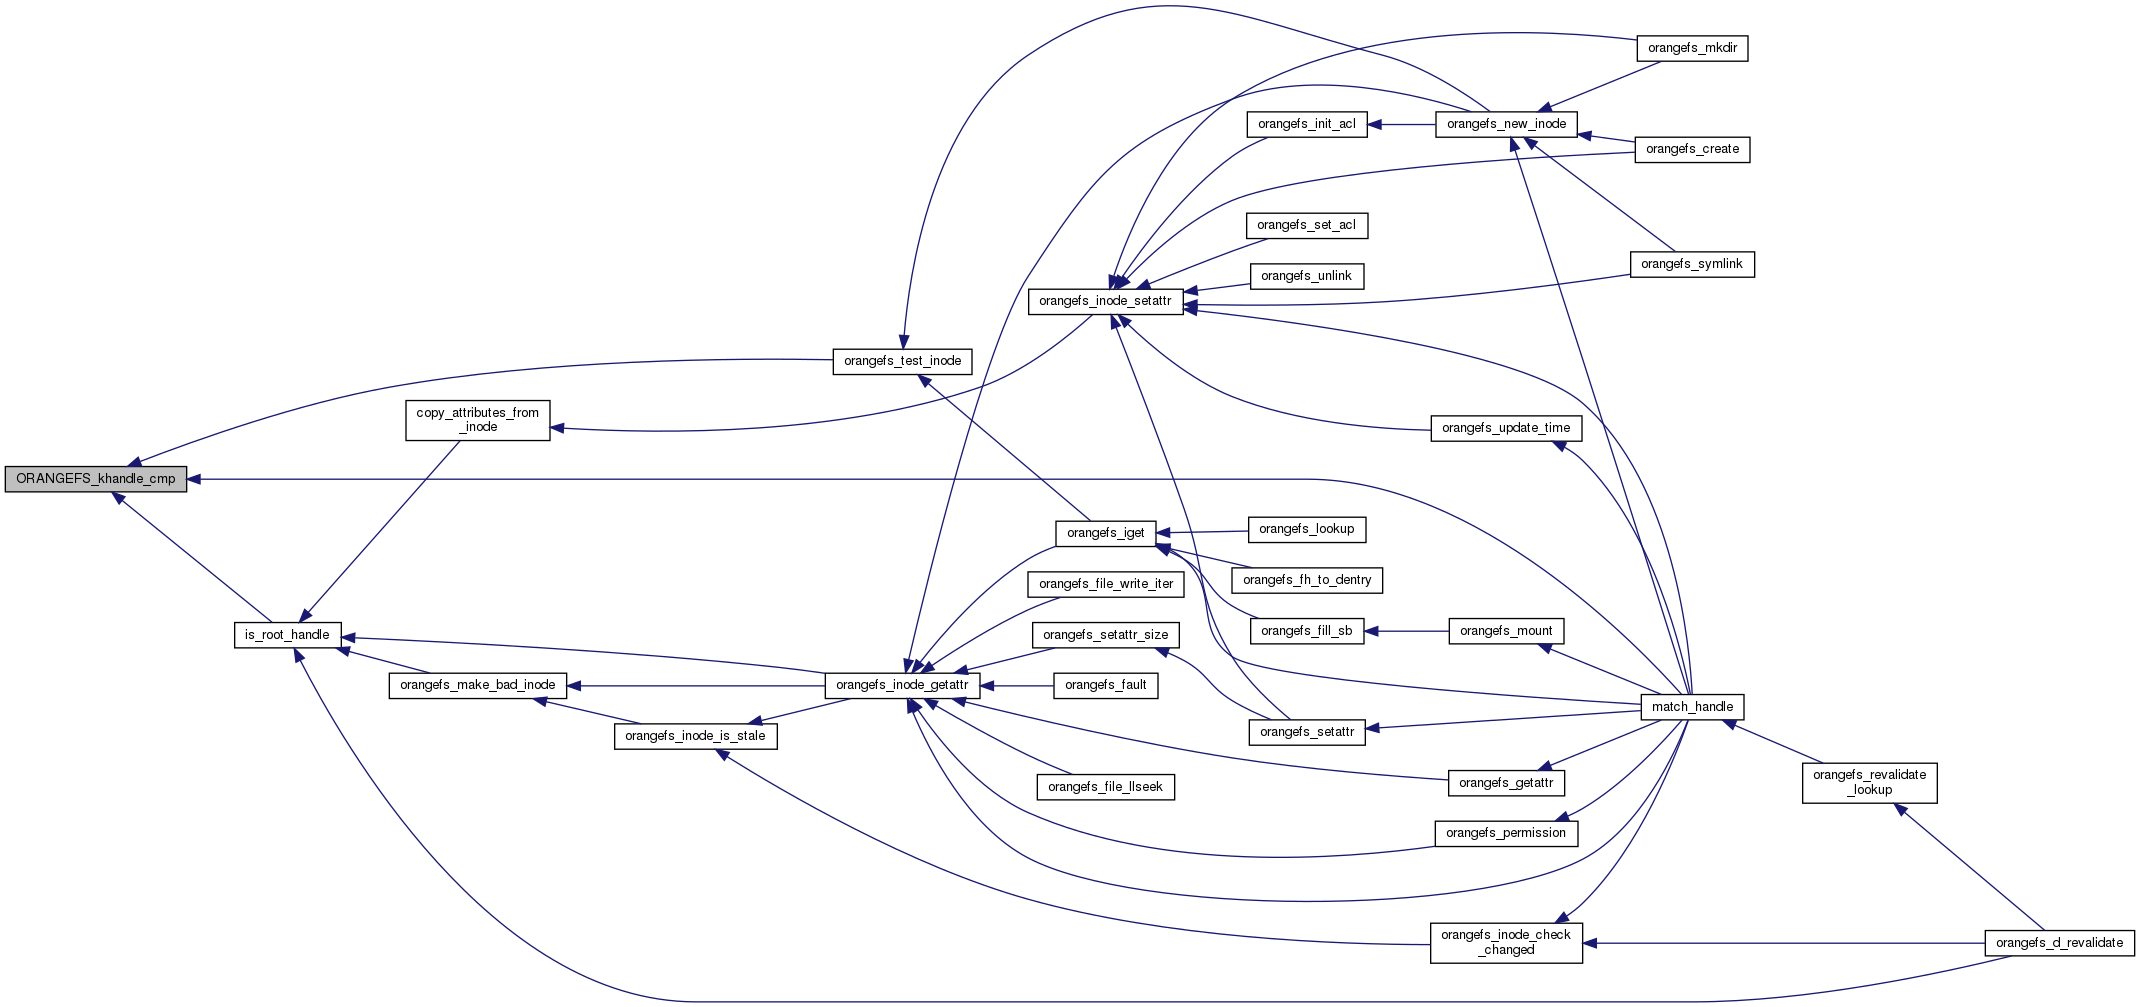 orangefs_mkdir
orangefs_init_acl
orangefs_new_inode
orangefs_create
orangefs_set_acl
orangefs_symlink
orangefs_unlink
orangefs_inode_setattr
orangefs_test_inode
copy_attributes_from
_inode
orangefs_update_time
ORANGEFS_khandle_cmp
orangefs_iget
orangefs_lookup
orangefs_fh_to_dentry
orangefs_file_write_iter
is_root_handle
orangefs_setattr_size
orangefs_fill_sb
orangefs_mount
orangefs_make_bad_inode
orangefs_inode_getattr
orangefs_fault
match_handle
orangefs_inode_is_stale
orangefs_setattr
orangefs_file_llseek
orangefs_getattr
orangefs_revalidate
_lookup
orangefs_permission
orangefs_inode_check
_changed
orangefs_d_revalidate